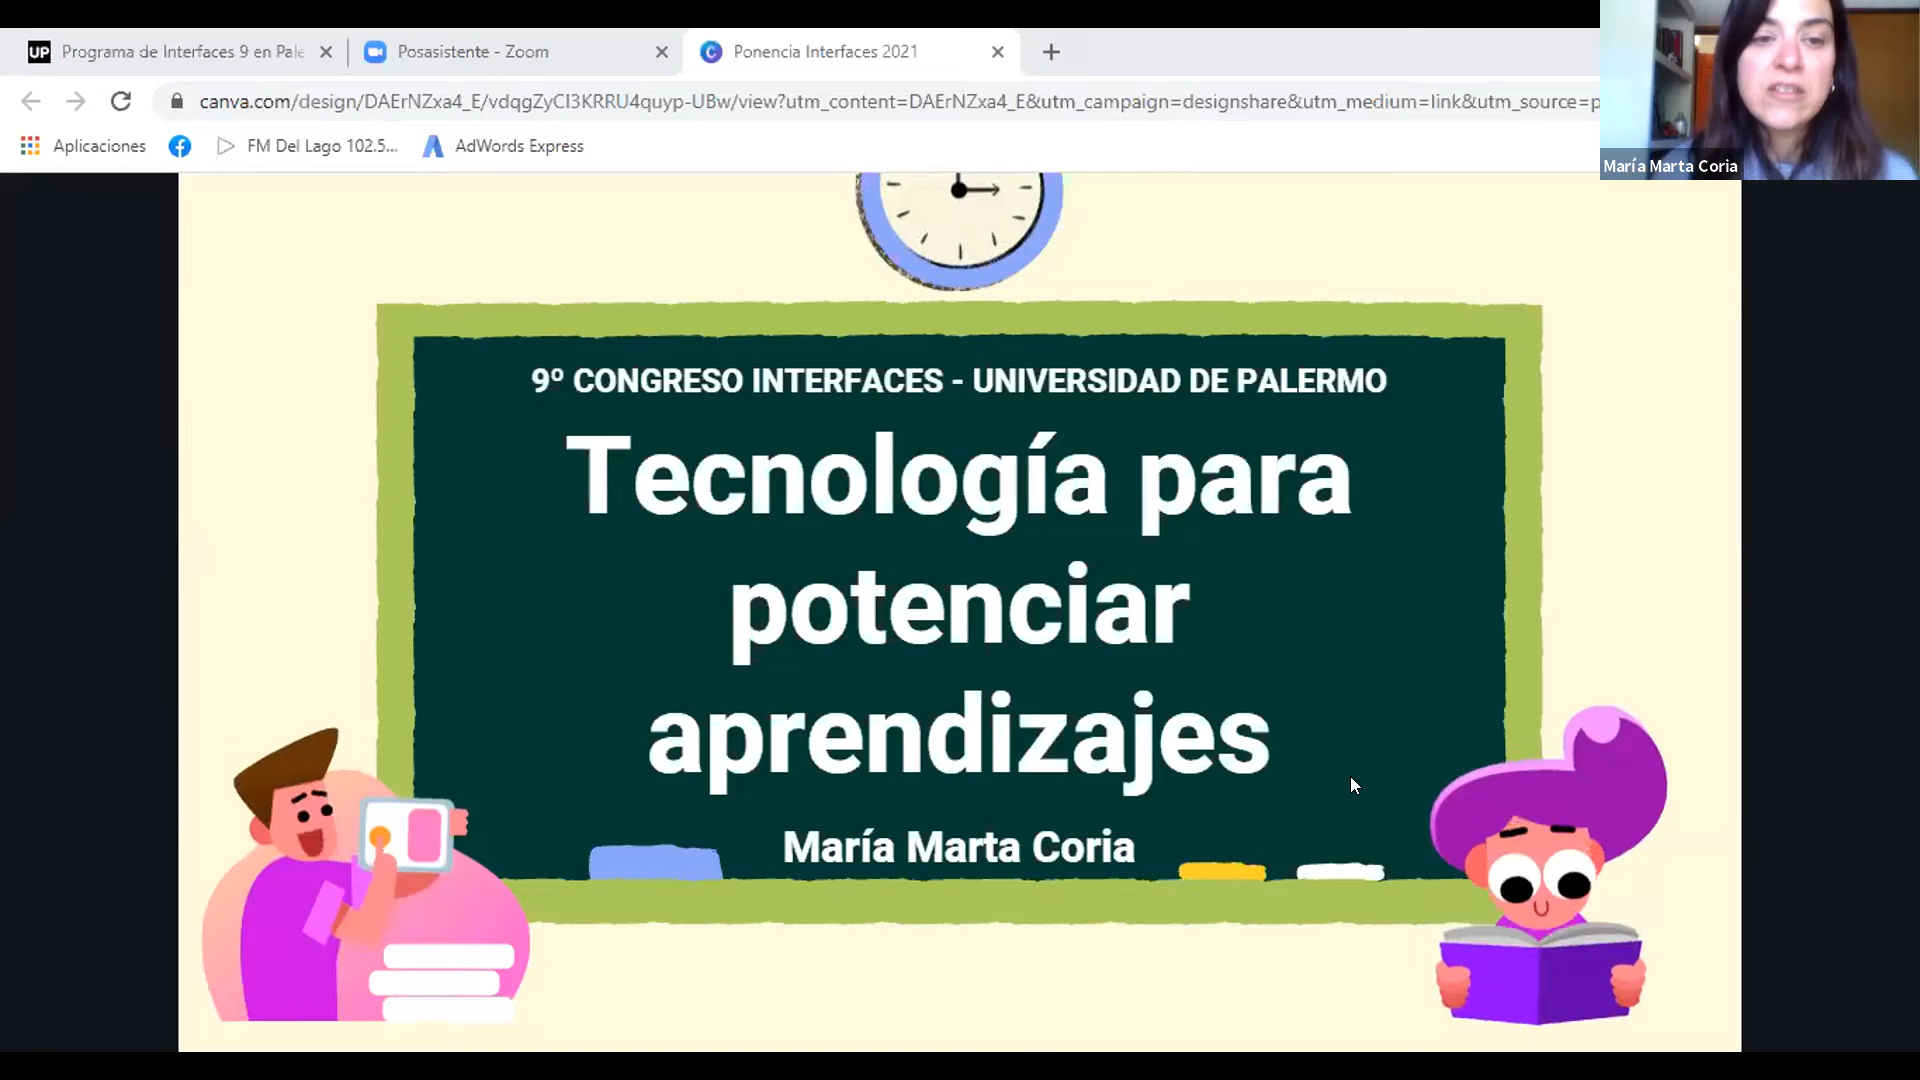 UP
Programa de Interfaces 9 en Pale
Posasistente - Zoom
Ponencia Interfaces 2021
canva.com/design/DAErNZxa4_E/vdqgZyCI3KRRU4quyp-UBw/view?utm_content=DAErNZxa4_E&utm_campaign=designshare&utm_medium=link&utm_source=p
Aplicaciones
FM Del Lago 102.5...
AdWords Express
María Marta Coria
9º CONGRESO INTERFACES - UNIVERSIDAD DE PALERMO
Tecnología para
potenciar
aprendizajes
María Marta Coria